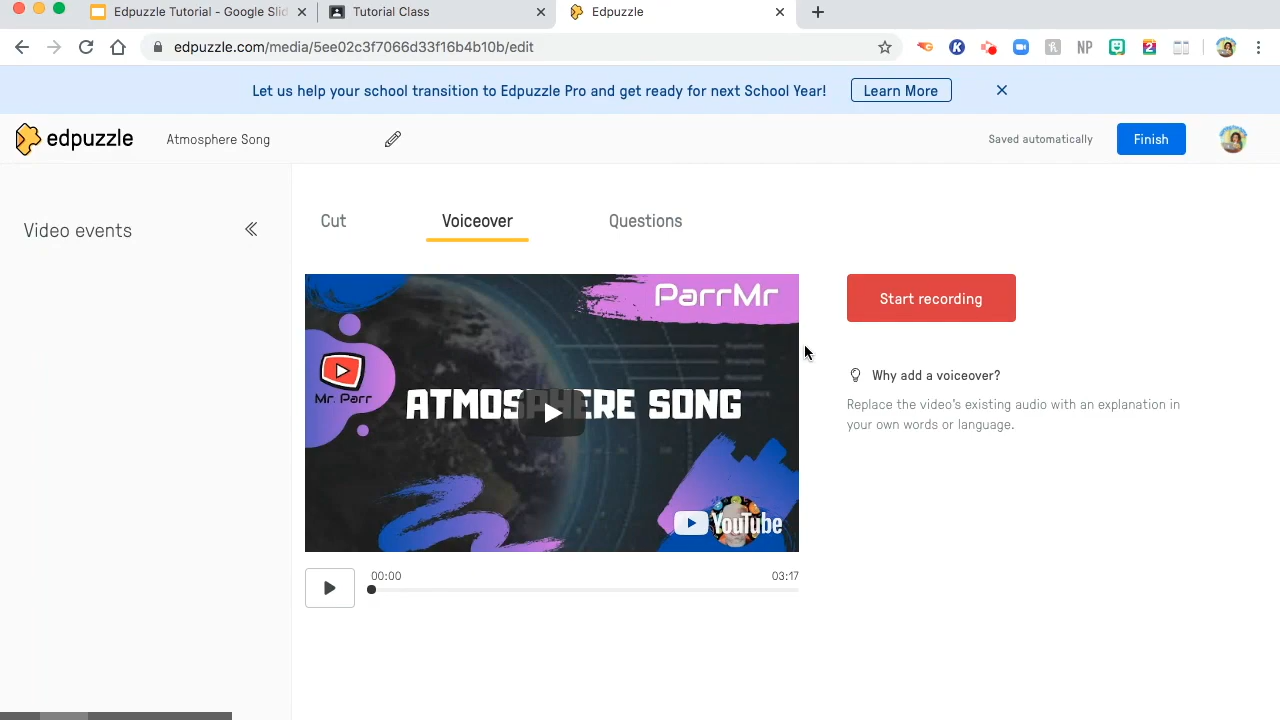 Edpuzzle Tutorial - Google Slid
Tutorial Class
Edpuzzle
edpuzzle.com/media/5ee02c3f7066d33f16b4b10b/edit
NP
2
Let us help your school transition to Edpuzzle Pro and get ready for next School Year!
Learn More
edpuzzle
Atmosphere Song
Saved automatically
Finish
Video events
Cut
Voiceover
Questions
ParrMr
Mr. Parr
ATMOSPHERE SONG
YouTube
Start recording
Why add a voiceover?
Replace the video's existing audio with an explanation in
your own words or language.
00:00
03:17